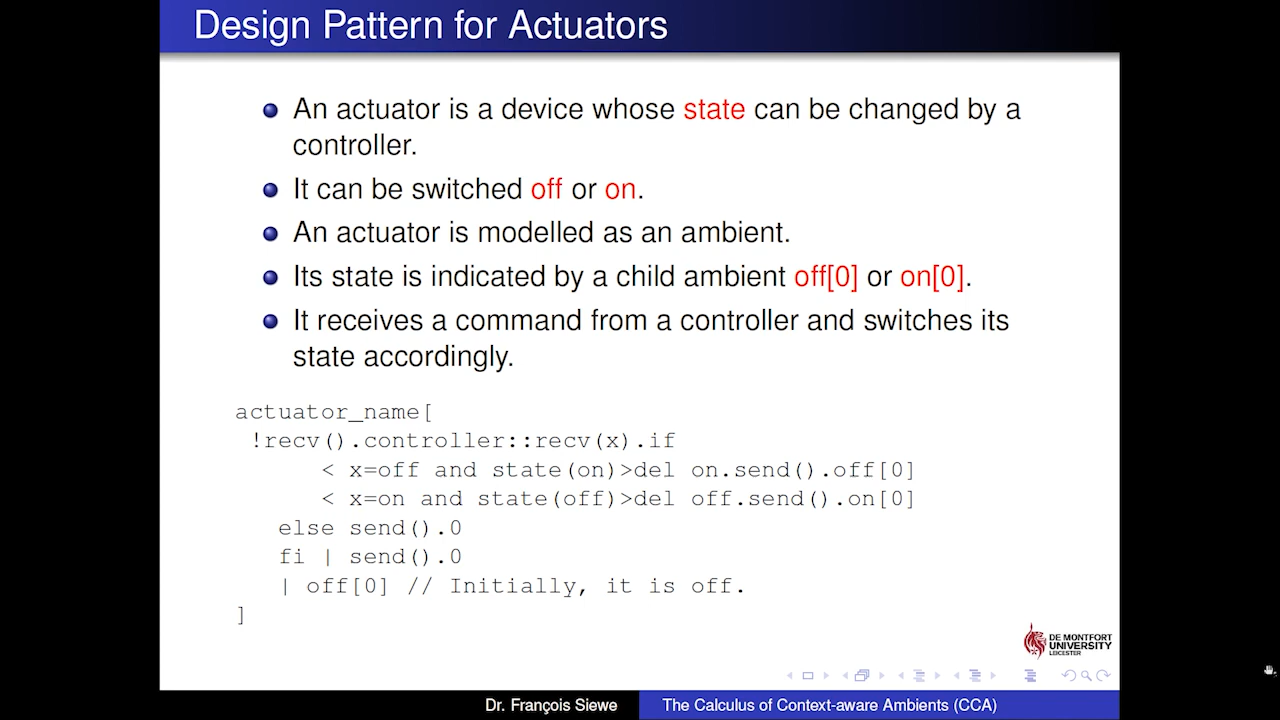 Design Pattern for Actuators
An actuator is a device whose state can be changed by a
controller.
It can be switched off or on.
An actuator is modelled as an ambient.
Its state is indicated by a child ambient off[0] or on[0].
It receives a command from a controller and switches its
state accordingly.
actuator_name[
!recv().controller::recv(x).if
< x=off and state(on)>del on.send().off[0]
< x=on and state(off)>del off.send().on[0]
else send().0
fi | send().0
| off[0] // Initially, it is off.
]
DE MONTFORT
UNIVERSITY
LEICESTER
Dr. François Siewe
The Calculus of Context-aware Ambients (CCA)